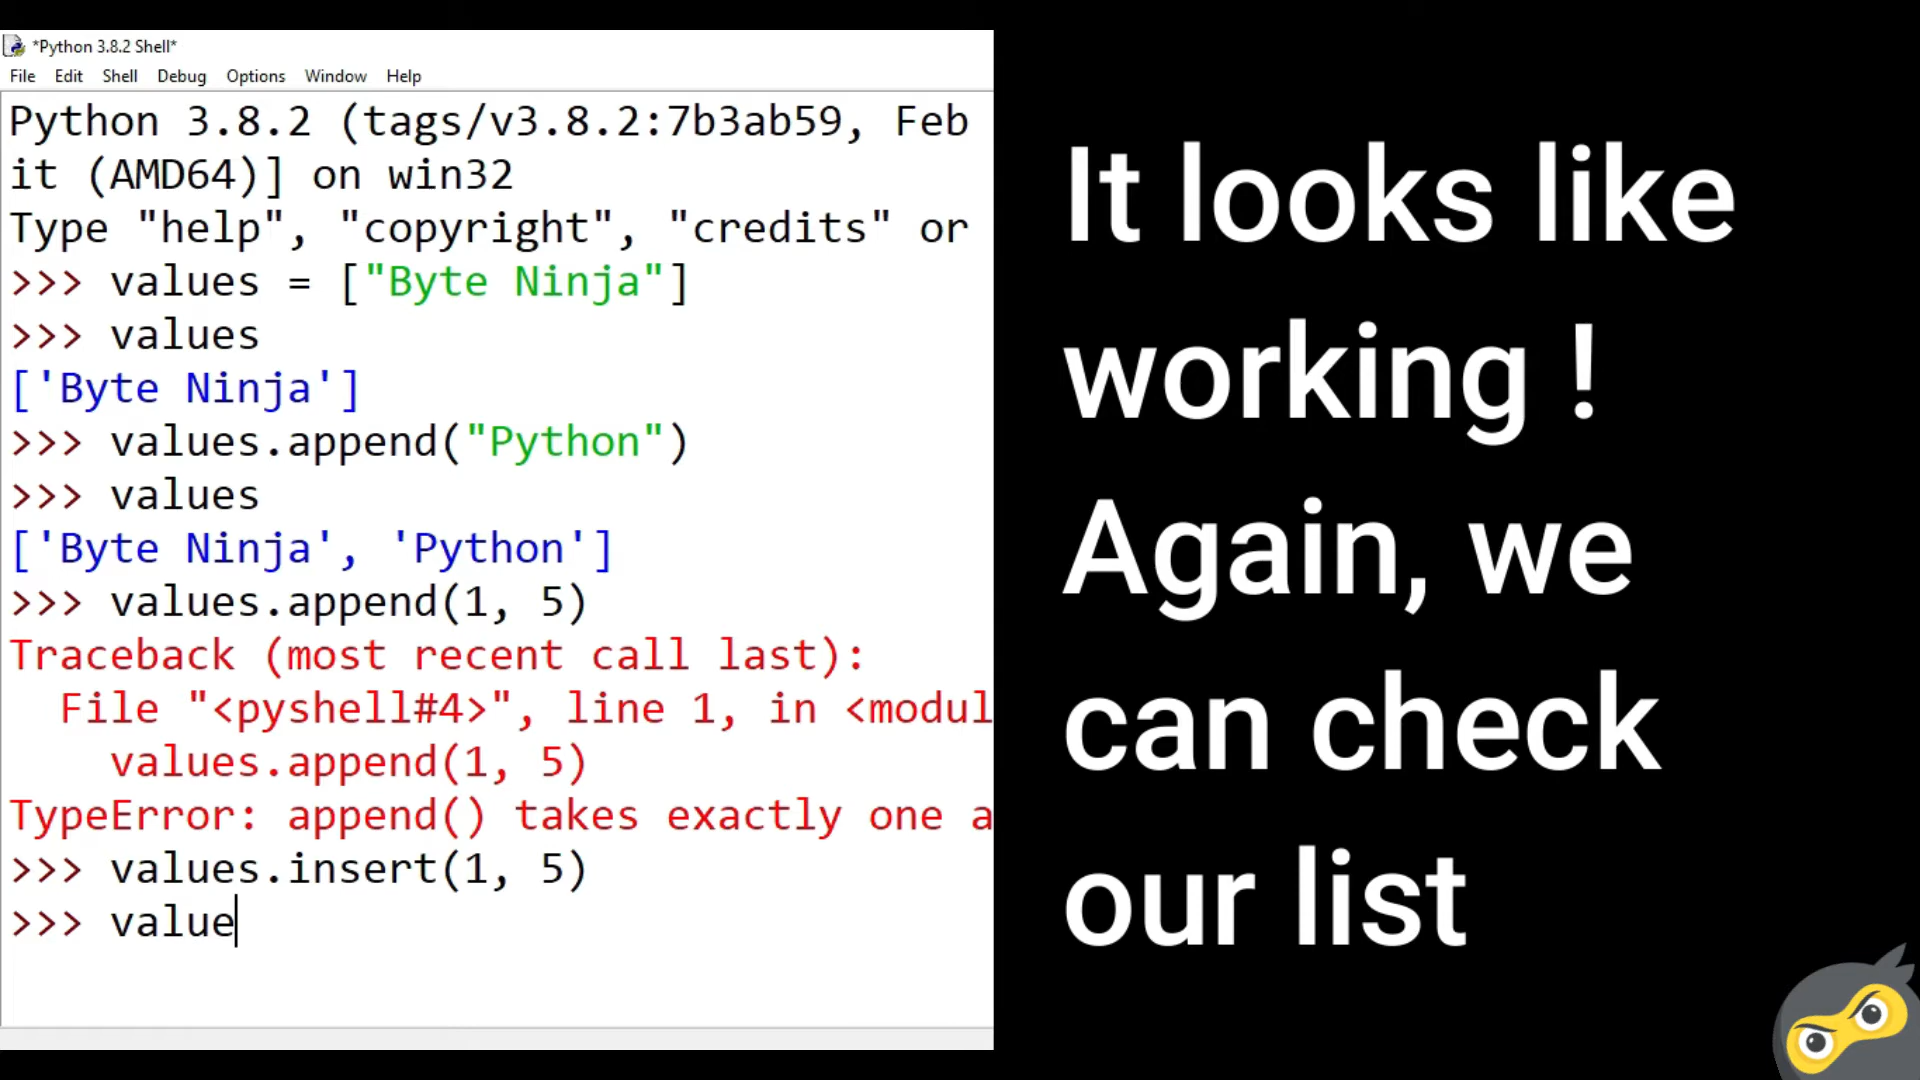 *Python 3.8.2 Shell*
File Edit Shell Debug Options Window Help
Python 3.8.2 (tags/v3.8.2:7b3ab59, Feb
it (AMD64)] on win32
Type "help", "copyright", "credits" or
>>> values = ["Byte Ninja"]
>>> values
['Byte Ninja']
>>> values.append("Python")
>>> values
['Byte Ninja', 'Python']
>>> values.append(1, 5)
Traceback (most recent call last):
  File "<pyshell#4>", line 1, in <modul
    values.append(1, 5)
TypeError: append() takes exactly one a
>>> values.insert(1, 5)
>>> value
It looks like
working !
Again, we
can check
our list